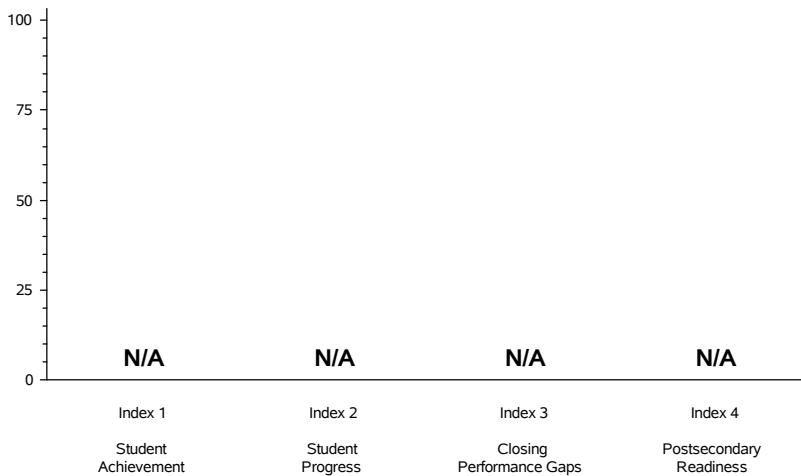 100
75
50
25
0
N/A N/A N/A N/A
Index 1 Index 2 Index 3 Index 4
Student Student Closing Postsecondary
Achievement Progress Performance Gaps Readiness